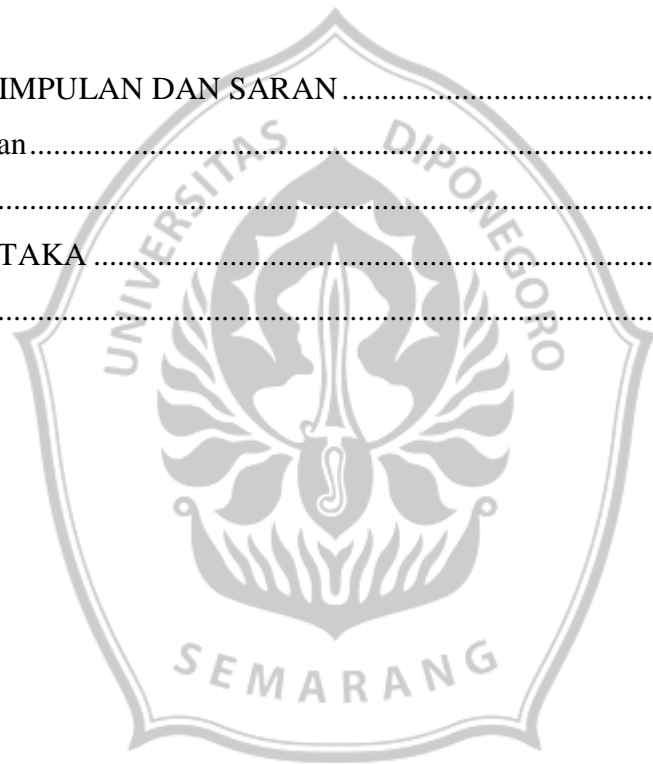 IMPULAN DAN SARAN ...................................
an..............................................................................
..................................................................................
TAKA ......................................................................
..................................................................................
UNIVERSITAS DIPONEGORO
SEMARANG